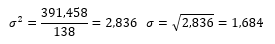 σ² = 391,458 / 138 = 2,836 σ = √2,836 = 1,684